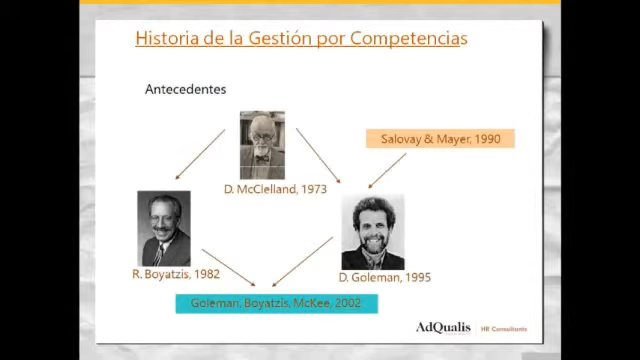 Historia de la Gestión por Competencias
Antecedentes
Salovay & Mayer, 1990
D. McClelland, 1973
R. Boyatzis, 1982
D. Goleman, 1995
Goleman, Boyatzis, McKee, 2002
AdQualis HR Consultants